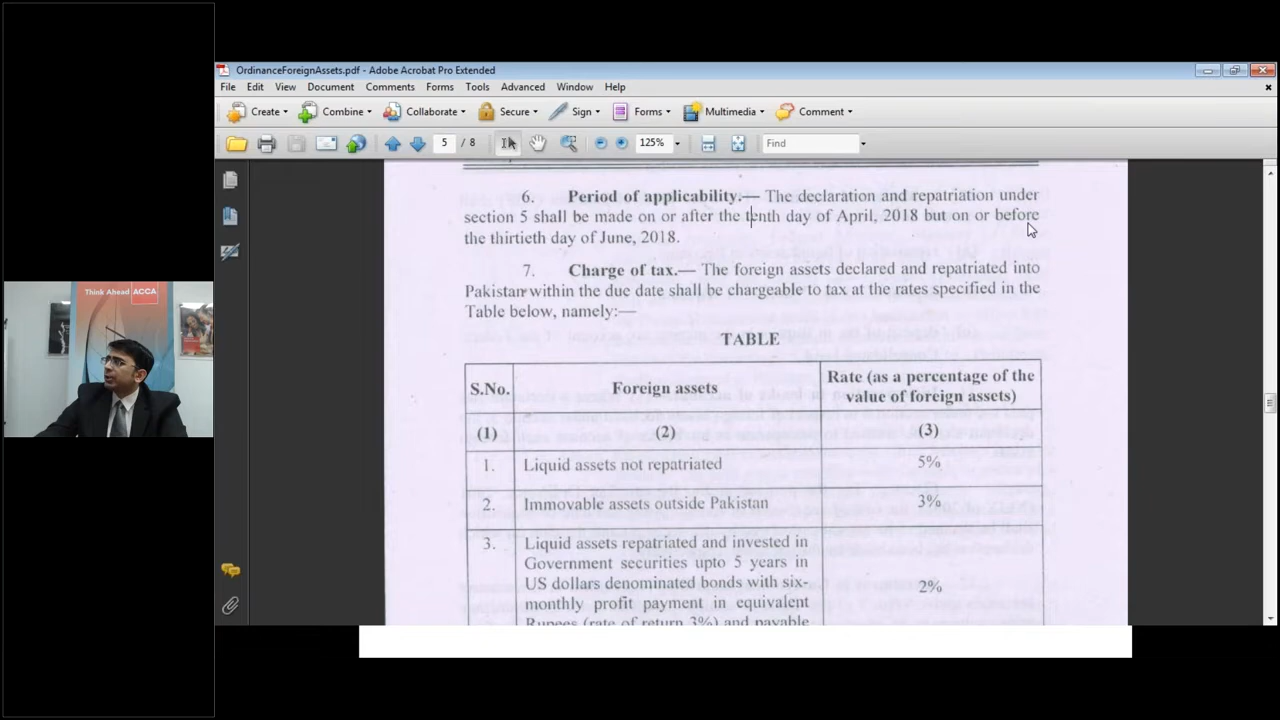 OrdinanceForeignAssets.pdf - Adobe Acrobat Pro Extended
File Edit View Document Comments Forms Tools Advanced Window Help
Create Combine Collaborate Secure Sign Forms Multimedia Comment
5 / 8 125% Find
6. Period of applicability.— The declaration and repatriation under
section 5 shall be made on or after the tenth day of April, 2018 but on or before
the thirtieth day of June, 2018.
7. Charge of tax.— The foreign assets declared and repatriated into
Pakistan within the due date shall be chargeable to tax at the rates specified in the
Table below, namely:—
TABLE
S.No. Foreign assets Rate (as a percentage of the
value of foreign assets)
(1) (2) (3)
1. Liquid assets not repatriated 5%
2. Immovable assets outside Pakistan 3%
3. Liquid assets repatriated and invested in
Government securities upto 5 years in
US dollars denominated bonds with six-
monthly profit payment in equivalent
2%
Rupees (rate of return 3%) and payable
Think Ahead ACCA